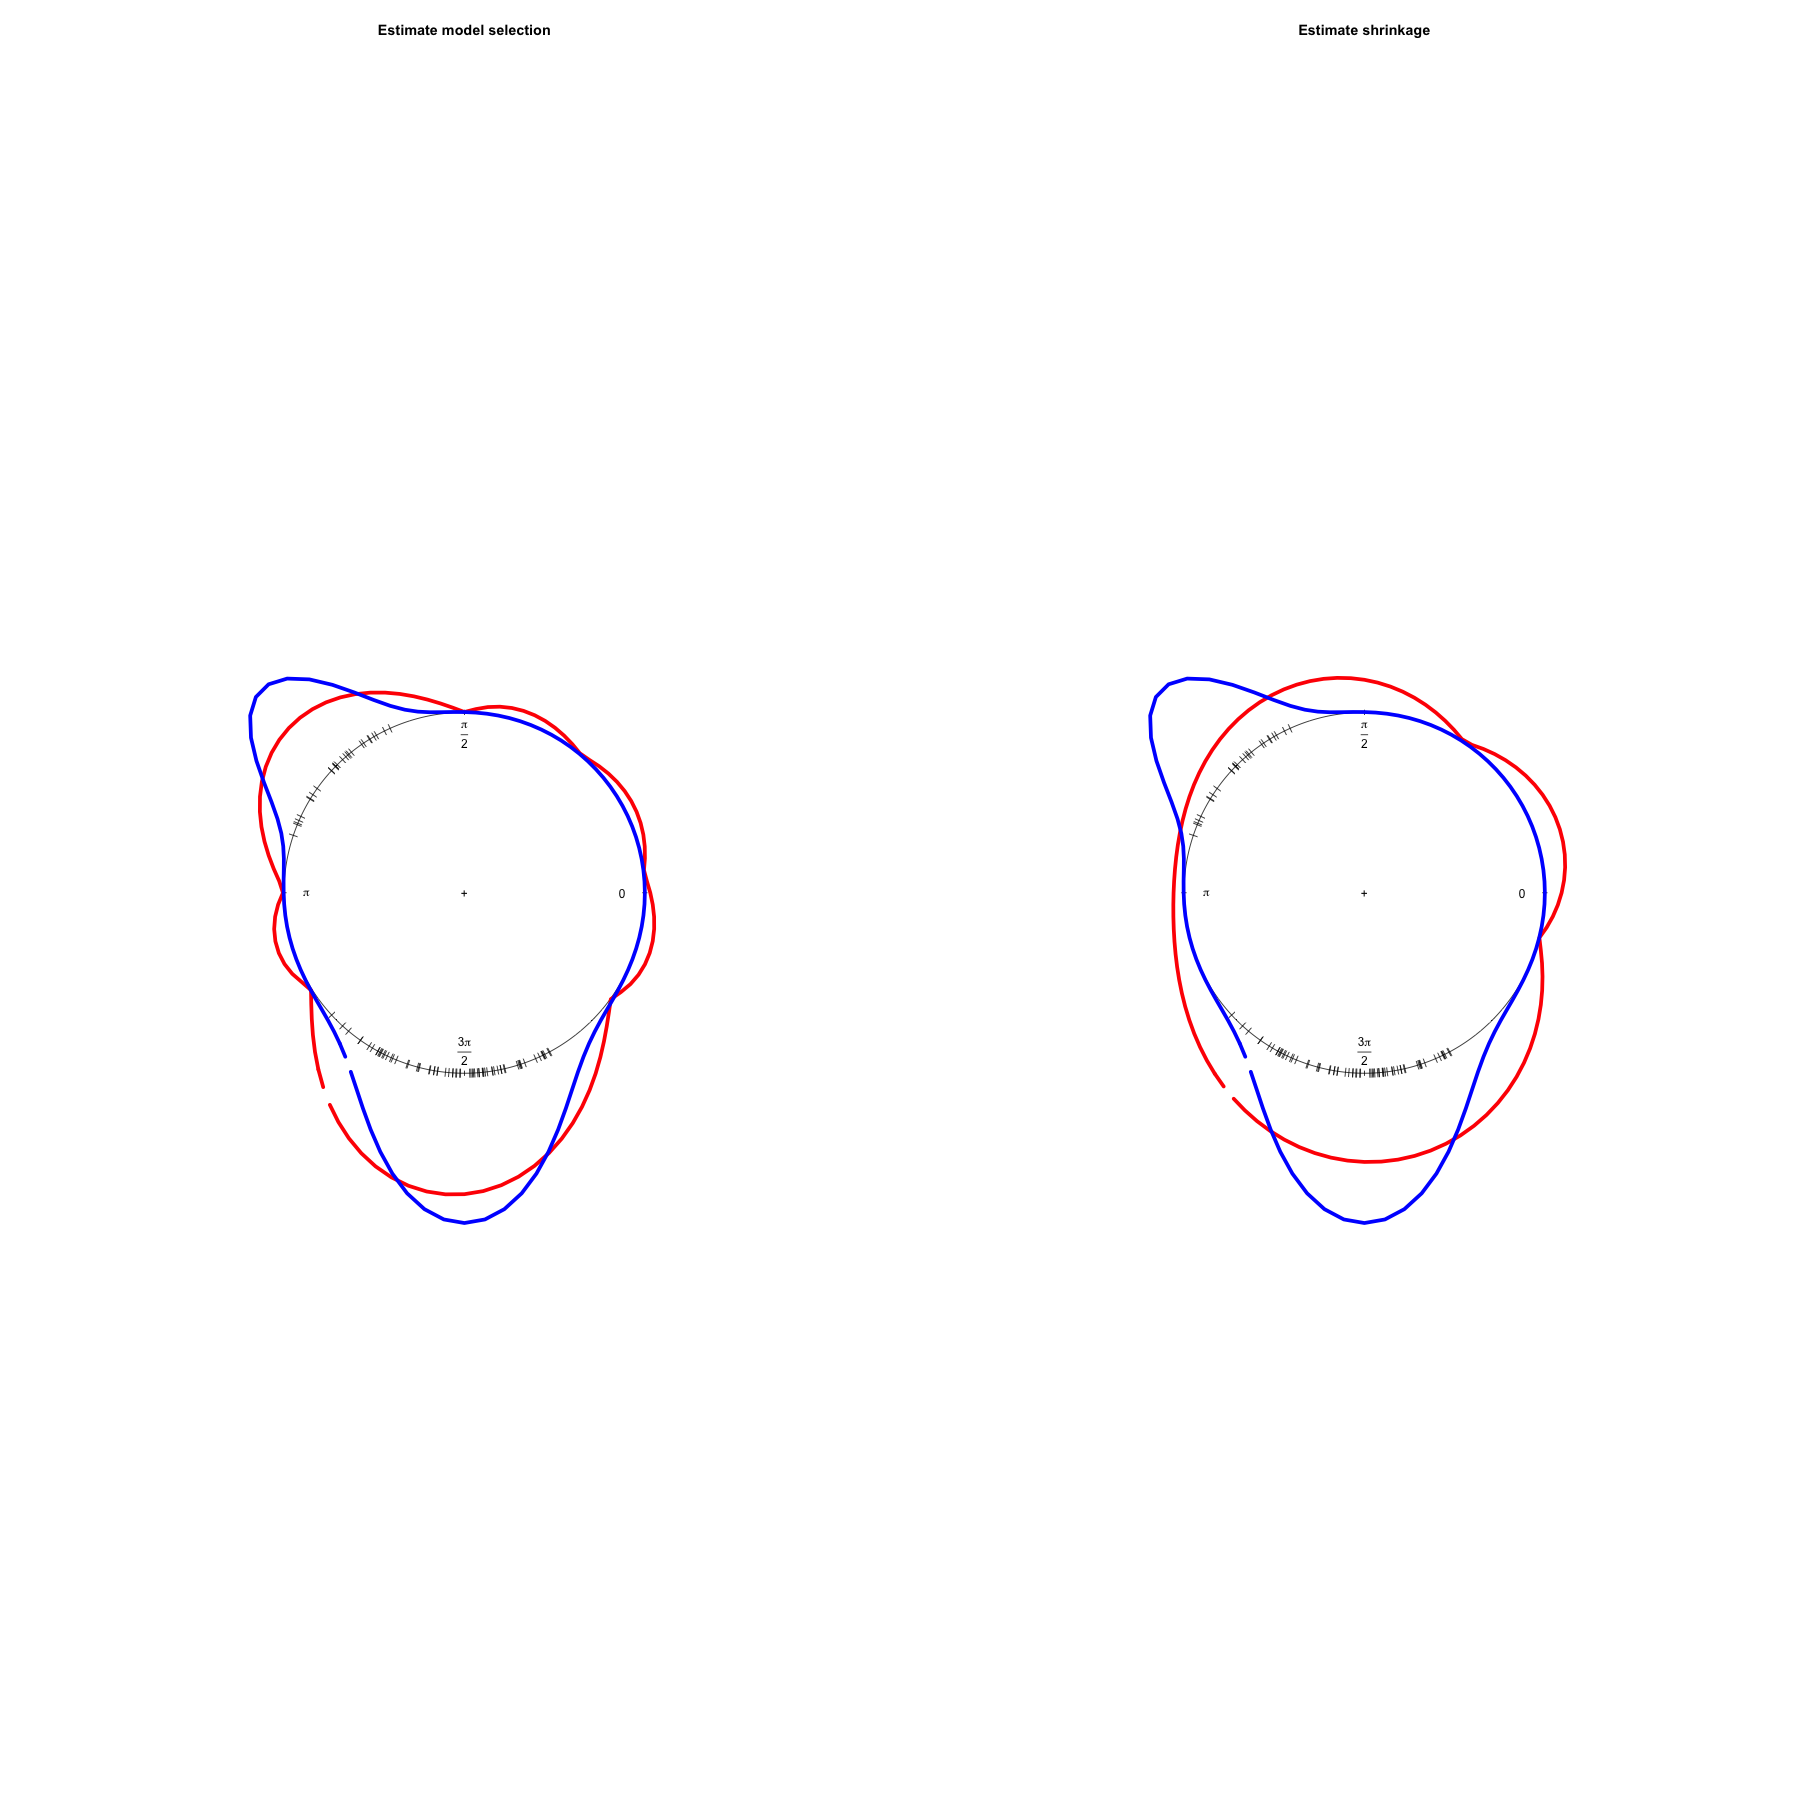 Estimate model selection
Estimate shrinkage
π
2
π
+
0
3π
2
π
2
π
+
0
3π
2